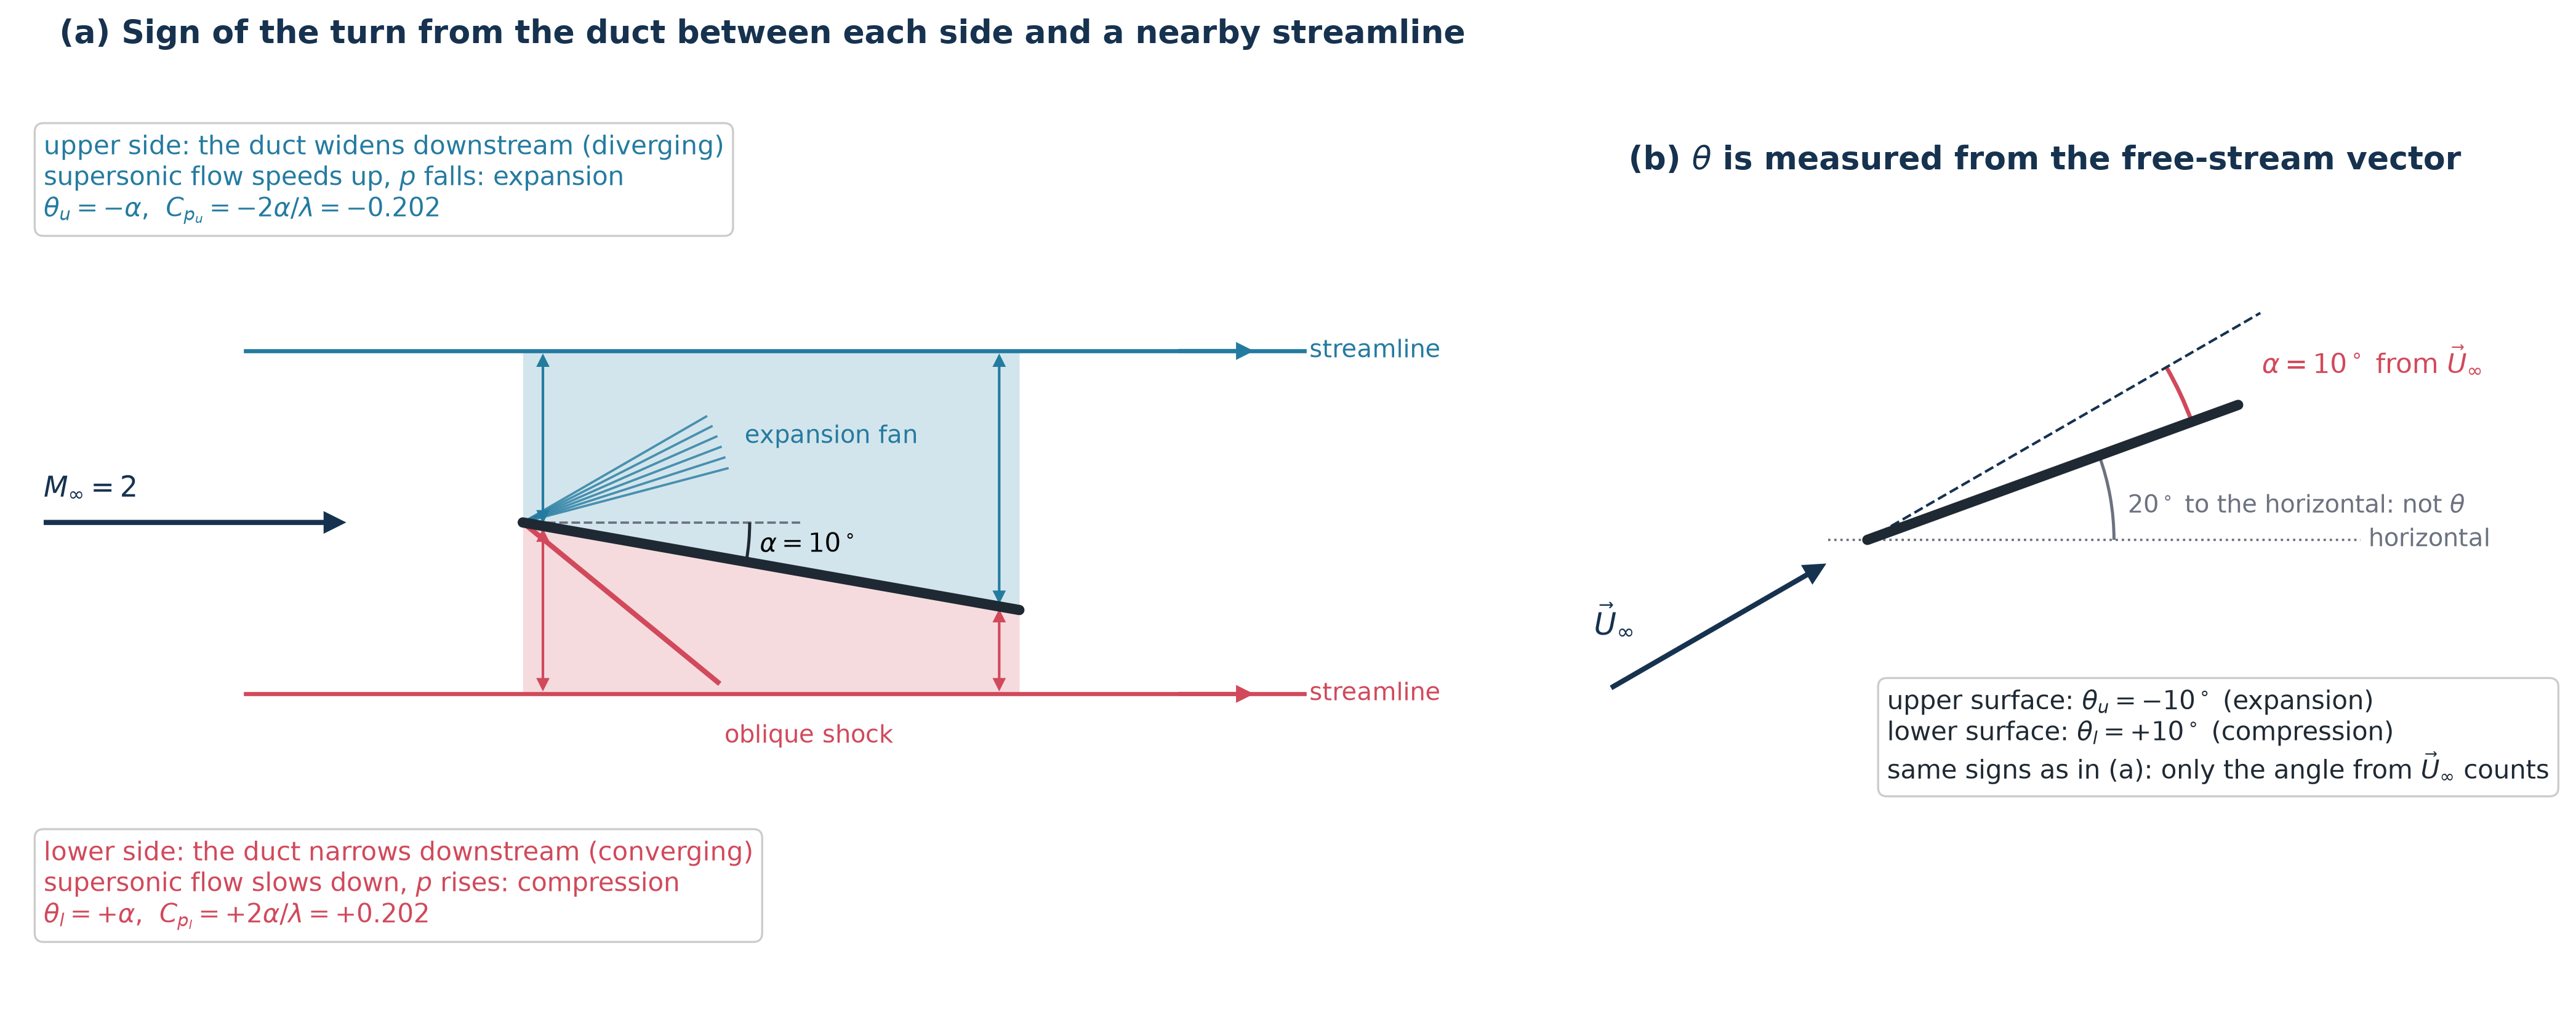 (a) Sign of the turn from the duct between each side and a nearby streamline
upper side: the duct widens downstream (diverging)
supersonic flow speeds up, p falls: expansion
θ_u = −α,  C_{p_u} = −2α/λ = −0.202
streamline
expansion fan
M_∞ = 2
α = 10°
streamline
oblique shock
lower side: the duct narrows downstream (converging)
supersonic flow slows down, p rises: compression
θ_l = +α,  C_{p_l} = +2α/λ = +0.202
(b) θ is measured from the free-stream vector
α = 10° from U⃗_∞
20° to the horizontal: not θ
horizontal
U⃗_∞
upper surface: θ_u = −10° (expansion)
lower surface: θ_l = +10° (compression)
same signs as in (a): only the angle from U⃗_∞ counts